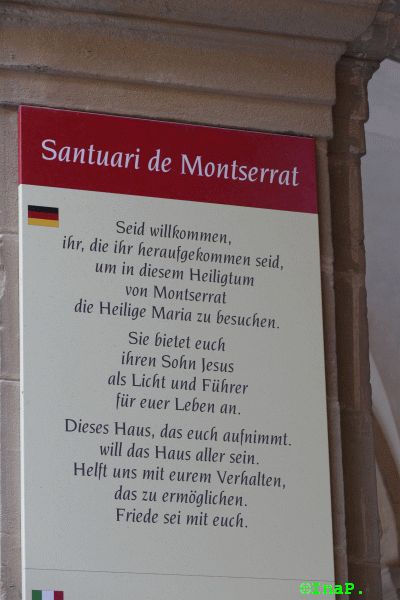 Santuari de Montserrat
Seid willkommen,
ihr, die ihr heraufgekommen seid,
um in diesem Heiligtum
von Montserrat
die Heilige Maria zu besuchen.
Sie bietet euch
ihren Sohn Jesus
als Licht und Führer
für euer Leben an.
Dieses Haus, das euch aufnimmt.
will das Haus aller sein.
Helft uns mit eurem Verhalten,
das zu ermöglichen.
Friede sei mit euch.
©InaP.